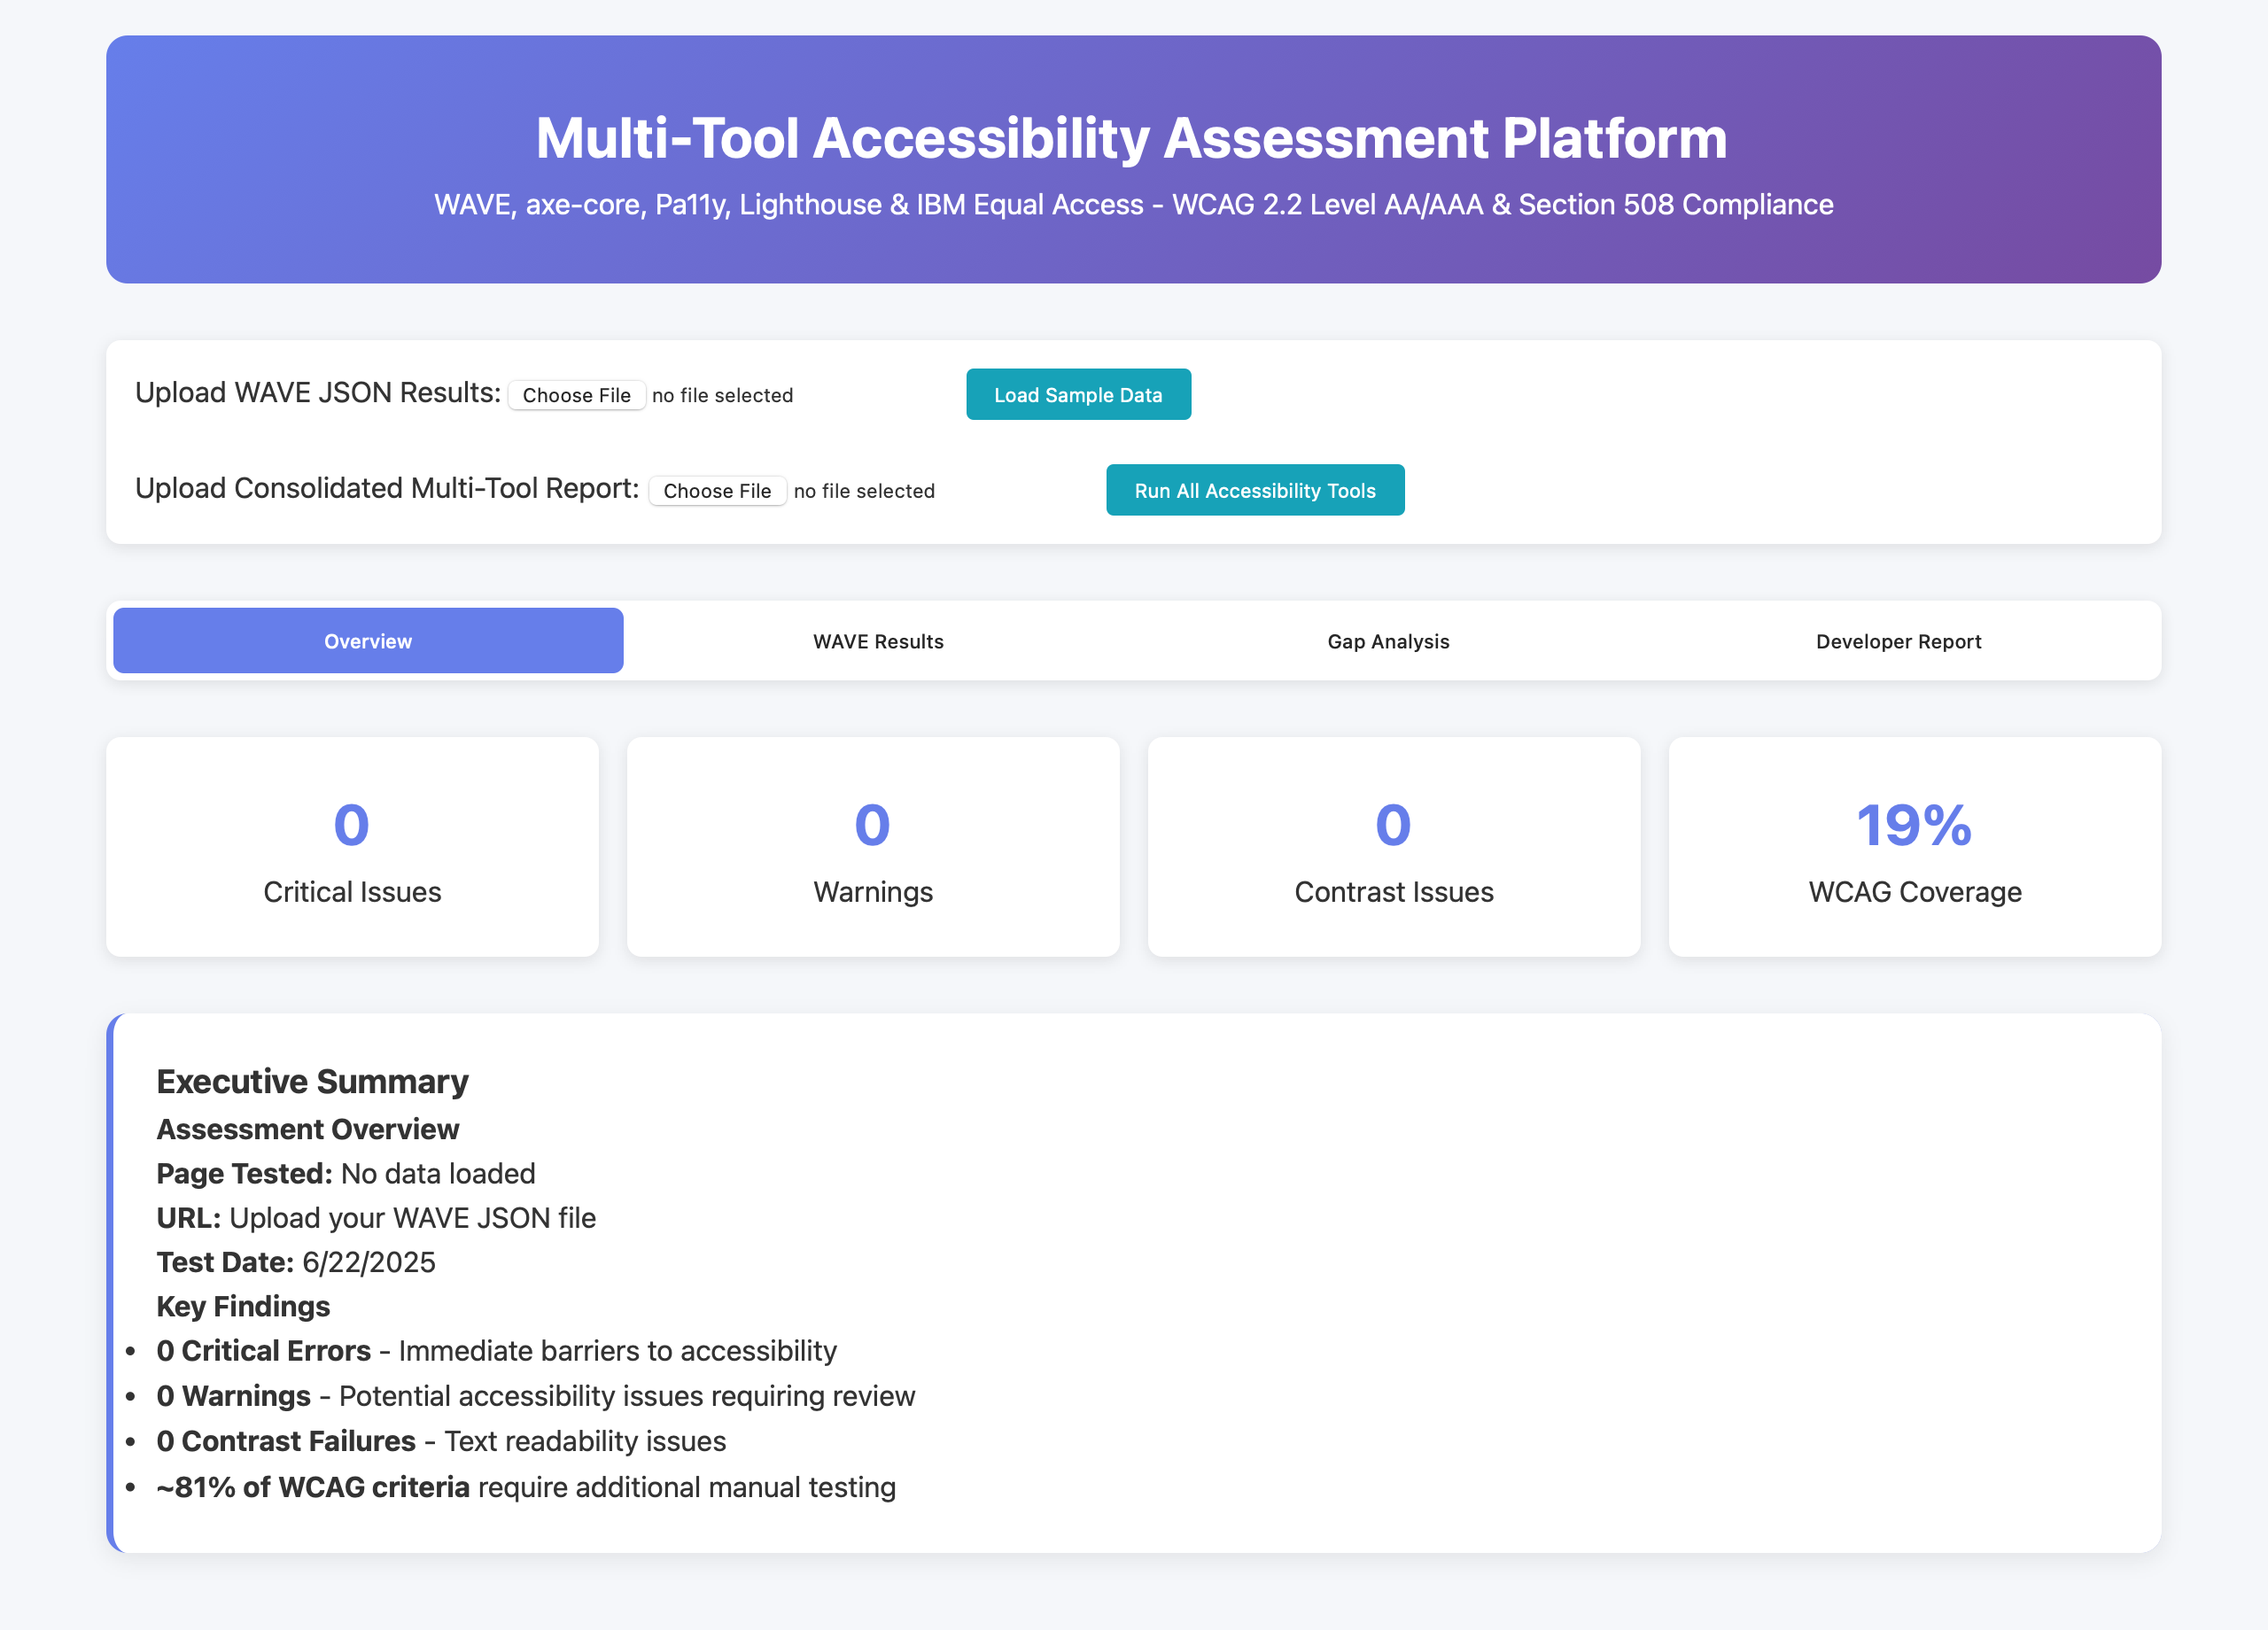 Multi-Tool Accessibility Assessment Platform
WAVE, axe-core, Pa11y, Lighthouse & IBM Equal Access - WCAG 2.2 Level AA/AAA & Section 508 Compliance
Upload WAVE JSON Results: Choose File no file selected Load Sample Data
Upload Consolidated Multi-Tool Report: Choose File no file selected Run All Accessibility Tools
Overview WAVE Results Gap Analysis Developer Report
0 0 0 19%
Critical Issues Warnings Contrast Issues WCAG Coverage
Executive Summary
Assessment Overview
Page Tested: No data loaded
URL: Upload your WAVE JSON file
Test Date: 6/22/2025
Key Findings
• 0 Critical Errors - Immediate barriers to accessibility
• 0 Warnings - Potential accessibility issues requiring review
• 0 Contrast Failures - Text readability issues
• ~81% of WCAG criteria require additional manual testing